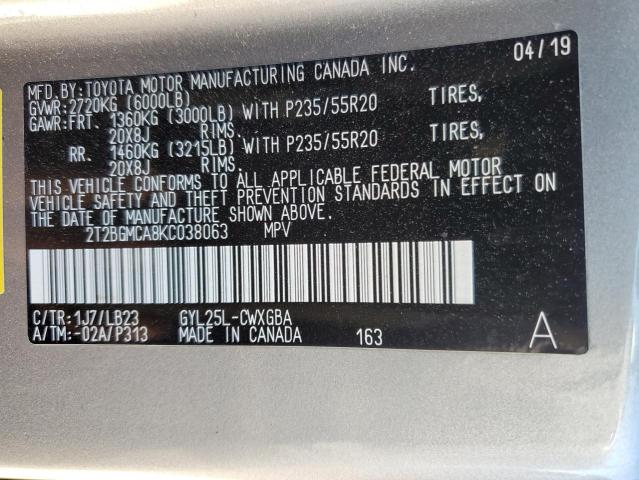 MFD.BY:TOYOTA MOTOR MANUFACTURING CANADA INC. 04/19
GVWR:2720KG (6000LB)
GAWR:FRT. 1360KG (3000LB) WITH P235/55R20 TIRES,
20X8J RIMS.
RR. 1460KG (3215LB) WITH P235/55R20 TIRES,
20X8J RIMS.
THIS VEHICLE CONFORMS TO ALL APPLICABLE FEDERAL MOTOR
VEHICLE SAFETY AND THEFT PREVENTION STANDARDS IN EFFECT ON
THE DATE OF MANUFACTURE SHOWN ABOVE.
2T2BGMCA8KC038063 MPV
C/TR:1J7/LB23 GYL25L-CWXGBA
A/TM:-02A/P313 MADE IN CANADA 163 A